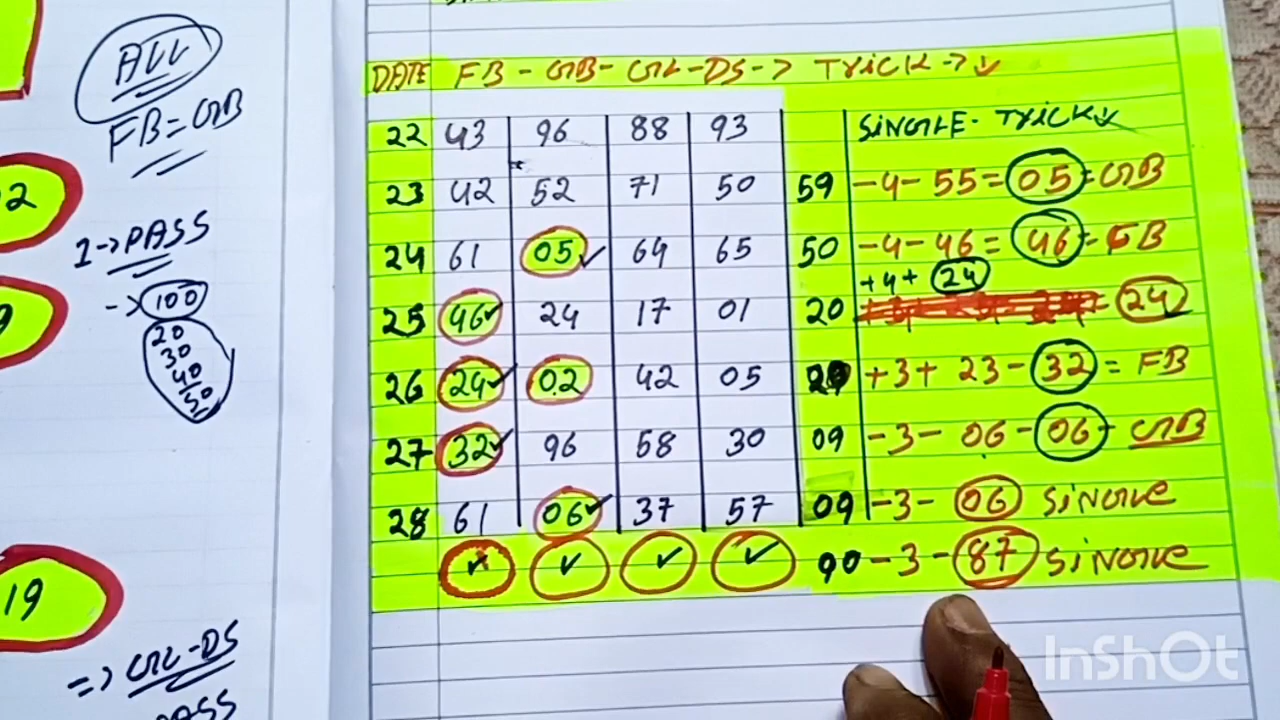 ALL
FB=GB
1→PASS
→100
20
30
40
50
19
⇒GL-DS
PASS
DATE FB-GB-GL-DS→ TRICK→↓
SINGLE-TRICK↓
22 43 96 88 93
23 42 52 71 50 59 -4-55=05=GB
24 61 05✓ 64 65 50 -4-46=46=FB
+4+ 24
25 46✓ 24 17 01 20 =24
26 24✓ 02 42 05 +3+ 23-32=FB
27 32✓ 96 58 30 09 -3-06-06-GB
28 61 06✓ 37 57 09 -3-06 SINGLE
✓ ✓ ✓ ✓ 90-3-87 SINGLE
InShOt